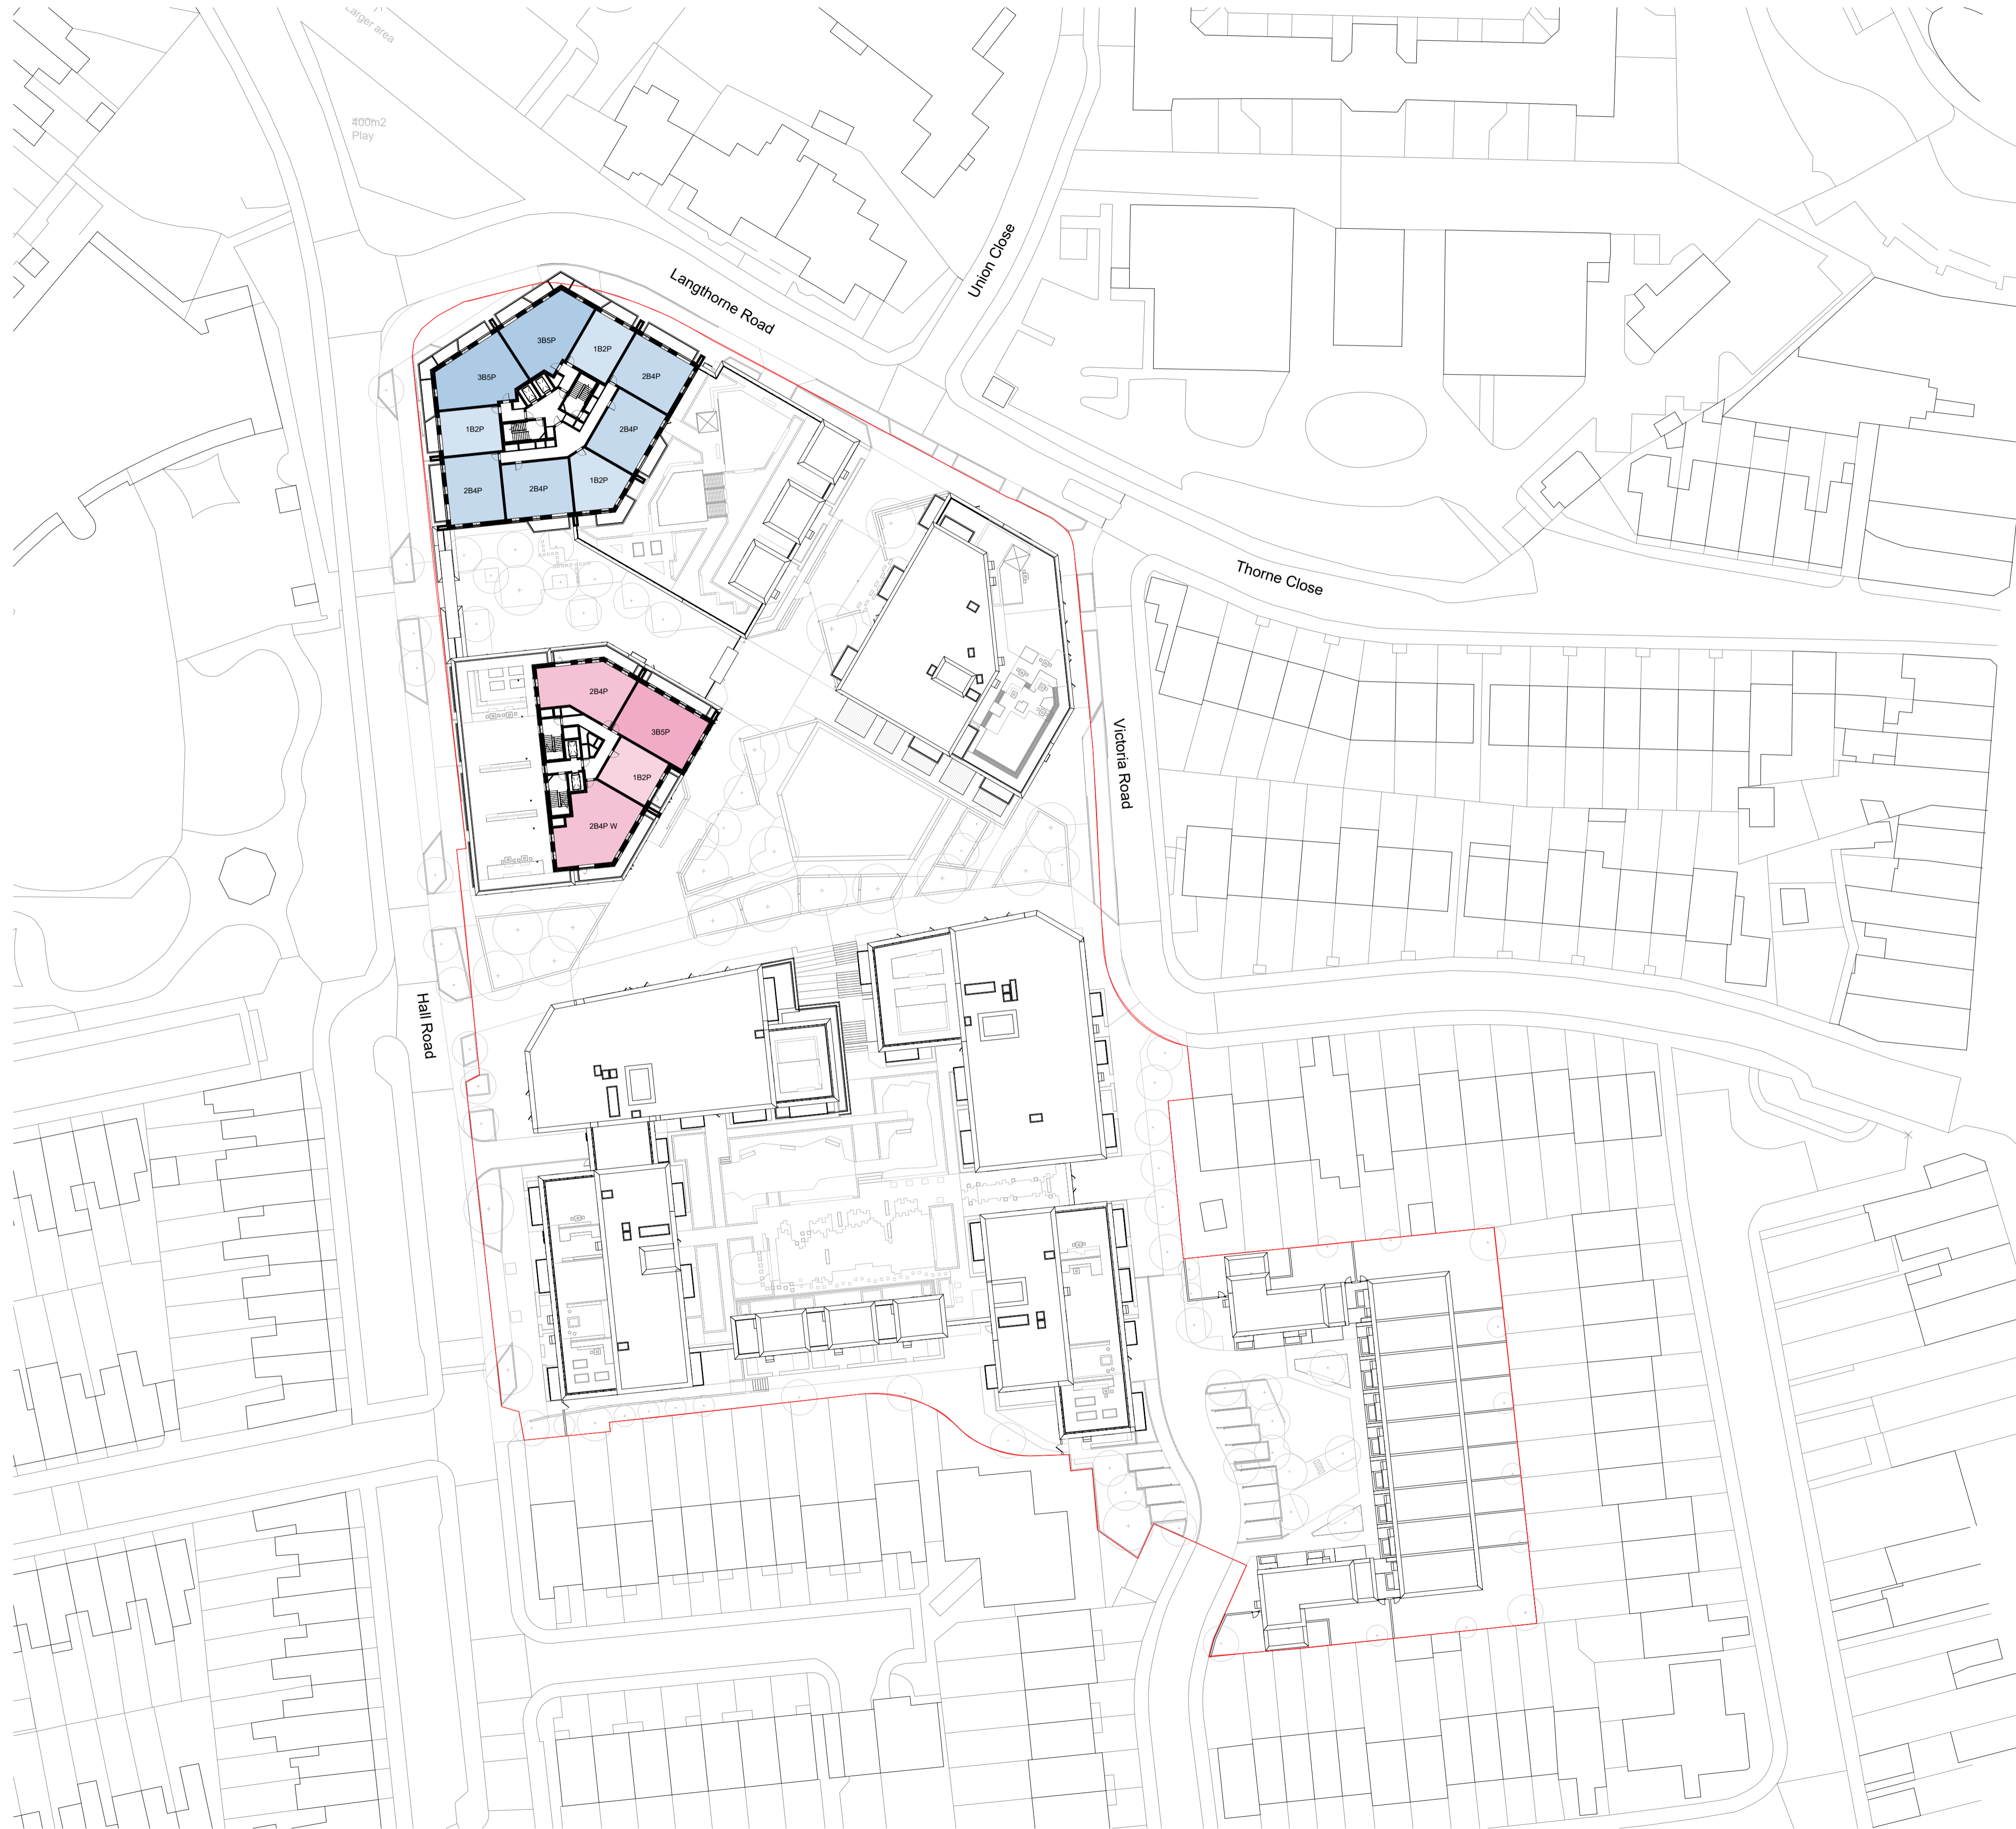 Larger area
400m2
Play
Union Close
Langthorne Road
3B5P
1B2P
3B5P
2B4P
1B2P
2B4P
2B4P
2B4P
1B2P
Thorne Close
2B4P
3B5P
Victoria Road
1B2P
2B4P W
Hall Road